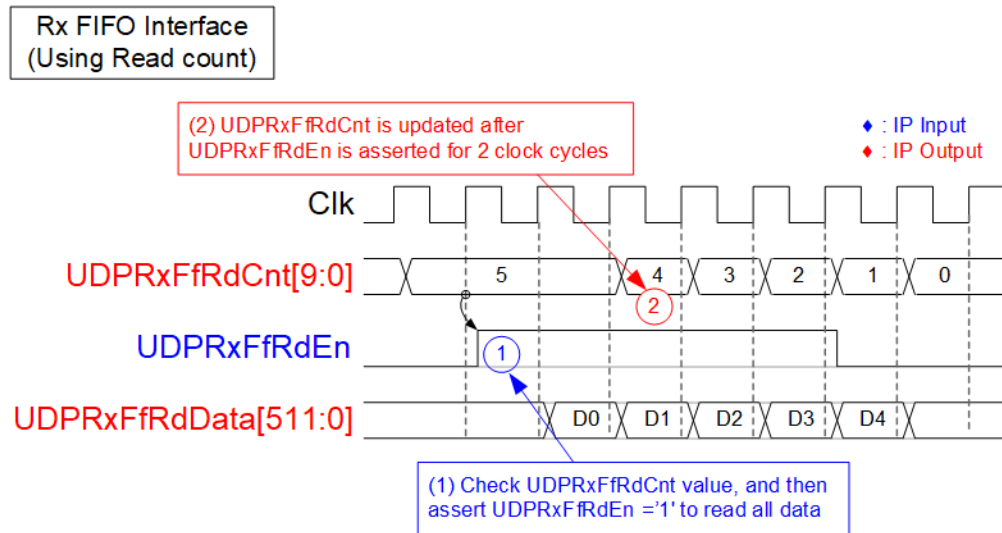 Rx FIFO Interface
(Using Read count)
(2) UDPRxFfRdCnt is updated after
UDPRxFfRdEn is asserted for 2 clock cycles
♦ : IP Input
♦ : IP Output
Clk
UDPRxFfRdCnt[9:0]
5 4 3 2 1 0
2
UDPRxFfRdEn
1
UDPRxFfRdData[511:0]
D0 D1 D2 D3 D4
(1) Check UDPRxFfRdCnt value, and then
assert UDPRxFfRdEn ='1' to read all data